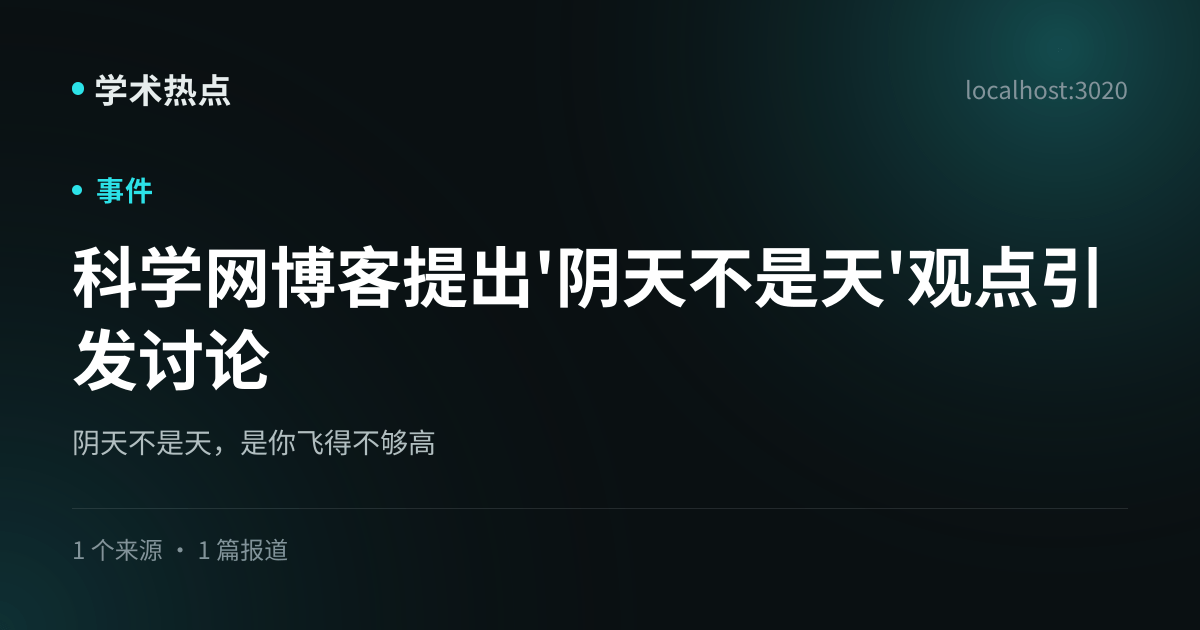 学术热点
localhost:3020
事件
科学网博客提出'阴天不是天'观点引
发讨论
阴天不是天，是你飞得不够高
1 个来源 · 1 篇报道